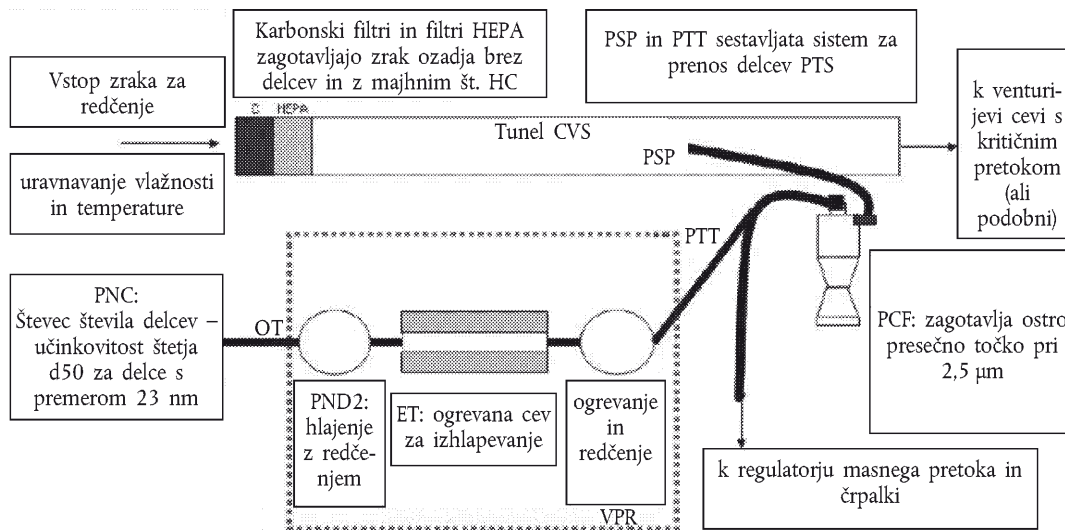 Vstop zraka za
redčenje
Karbonski filtri in filtri HEPA
zagotavljajo zrak ozadja brez
delcev in z majhnim št. HC
PSP in PTT sestavljata sistem za
prenos delcev PTS
HEPA
Tunel CVS
PSP
k venturi-
jevi cevi s
kritičnim
pretokom
(ali
podobni)
uravnavanje vlažnosti
in temperature
PTT
PNC:
Števec števila delcev –
učinkovitost štetja
d50 za delce s
premerom 23 nm
OT
PCF: zagotavlja ostro
presečno točko pri
2,5 µm
PND2:
hlajenje
z redče-
njem
ET: ogrevana cev
za izhlapevanje
ogrevanje
in
redčenje
VPR
k regulatorju masnega pretoka in
črpalki